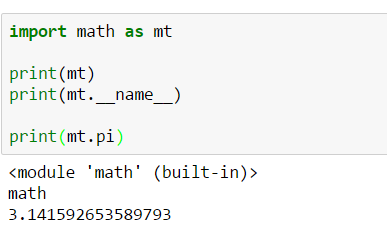 import math as mt
print(mt)
print(mt.__name__)
print(mt.pi)
<module 'math' (built-in)>
math
3.141592653589793